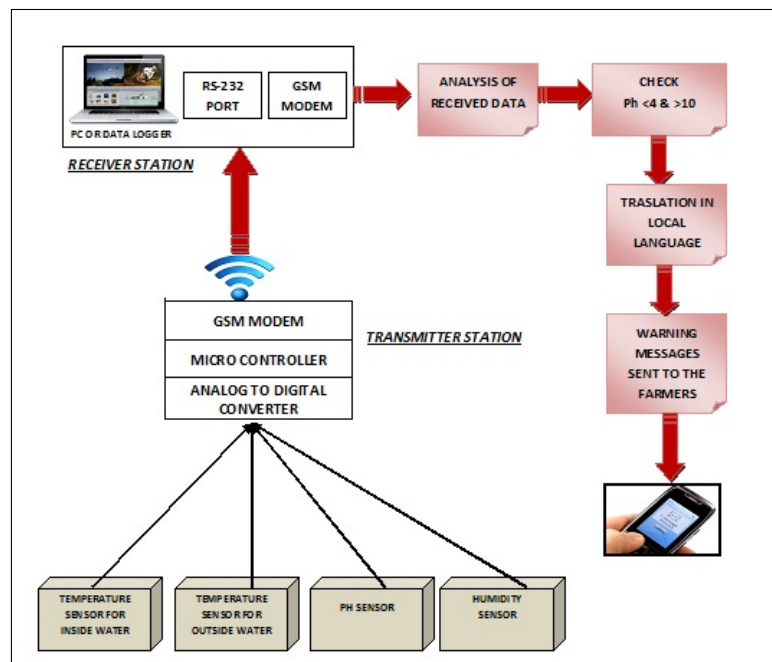 RS-232
PORT
GSM
MODEM
PC OR DATA LOGGER
RECEIVER STATION
ANALYSIS OF
RECEIVED DATA
CHECK
Ph <4 & >10
TRASLATION IN
LOCAL
LANGUAGE
WARNING
MESSAGES
SENT TO THE
FARMERS
GSM MODEM
MICRO CONTROLLER
ANALOG TO DIGITAL
CONVERTER
TRANSMITTER STATION
TEMPERATURE
SENSOR FOR
INSIDE WATER
TEMPERATURE
SENSOR FOR
OUTSIDE WATER
PH SENSOR
HUMIDITY
SENSOR